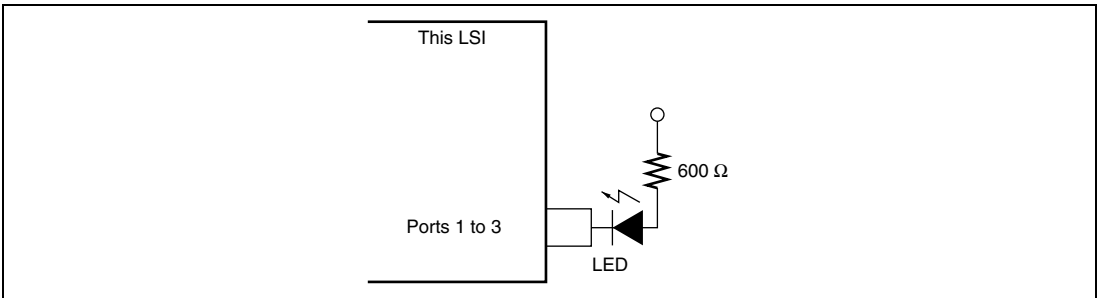 This LSI
600 Ω
Ports 1 to 3
LED